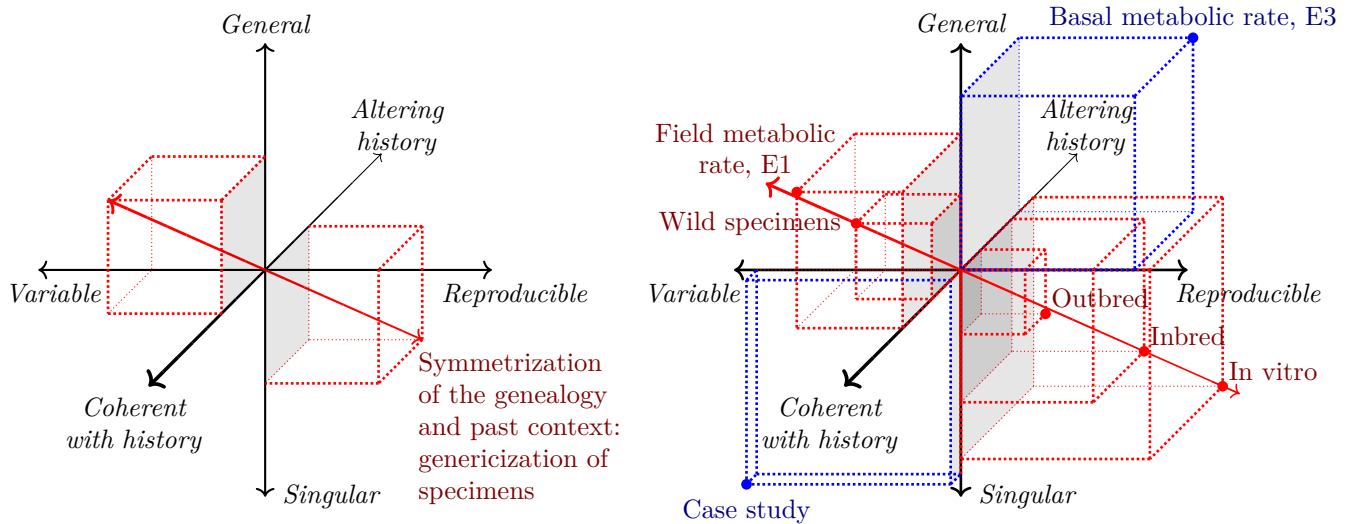 General
Altering
history
Variable
Reproducible
Coherent
with history
Singular
Symmetrization
of the genealogy
and past context:
genericization of
specimens
Basal metabolic rate, E3
General
Altering
history
Field metabolic
rate, E1
Wild specimens
Variable
Reproducible
Outbred
Inbred
In vitro
Coherent
with history
Singular
Case study